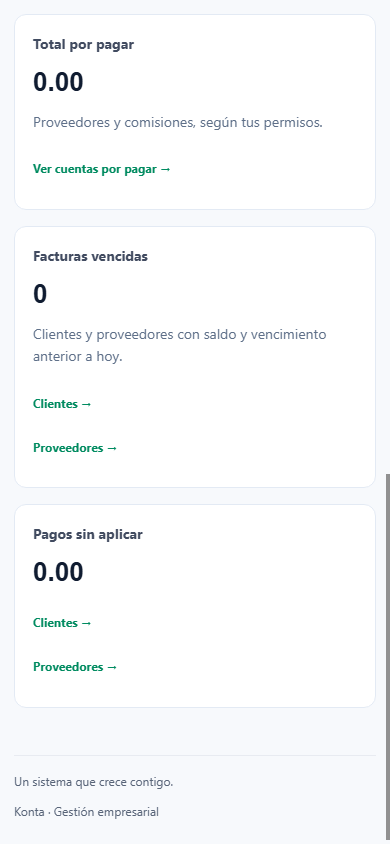 Total por pagar
0.00
Proveedores y comisiones, según tus permisos.
Ver cuentas por pagar →
Facturas vencidas
0
Clientes y proveedores con saldo y vencimiento
anterior a hoy.
Clientes →
Proveedores →
Pagos sin aplicar
0.00
Clientes →
Proveedores →
Un sistema que crece contigo.
Konta · Gestión empresarial